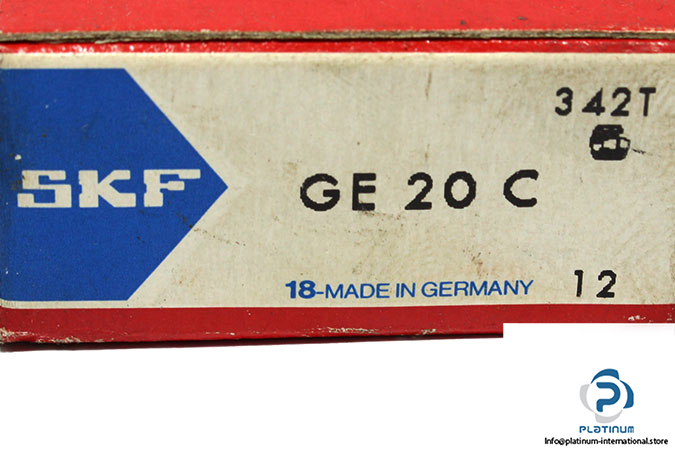 342T
SKF
GE 20 C
18-MADE IN GERMANY 12
PLATINUM
Info@platinum-international.store